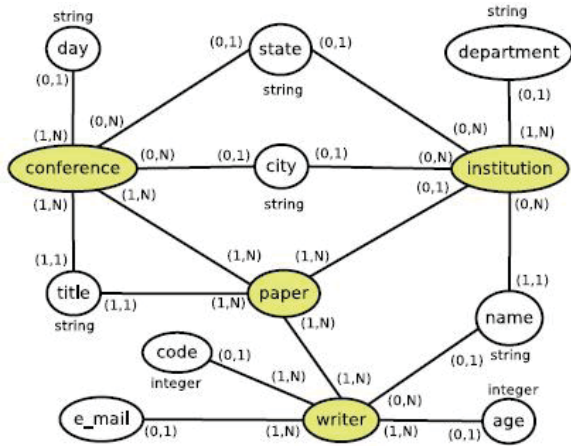 string
day
(0,1)
(1,N)
(0,N)
(0,1)
state
(0,1)
string
string
department
(0,1)
(1,N)
(0,N)
conference
(0,N)
(0,1)
city
(0,1)
(0,N)
institution
string
(1,N)
(1,N)
(0,1)
(0,N)
(1,1)
title
(1,1)
string
(1,N)
(1,N)
(1,N)
paper
(1,N)
(1,1)
name
string
code
(0,1)
integer
(1,N)
(1,N)
(0,N)
(0,1)
e_mail
(0,1)
(1,N)
writer
(1,N)
(0,1)
integer
age